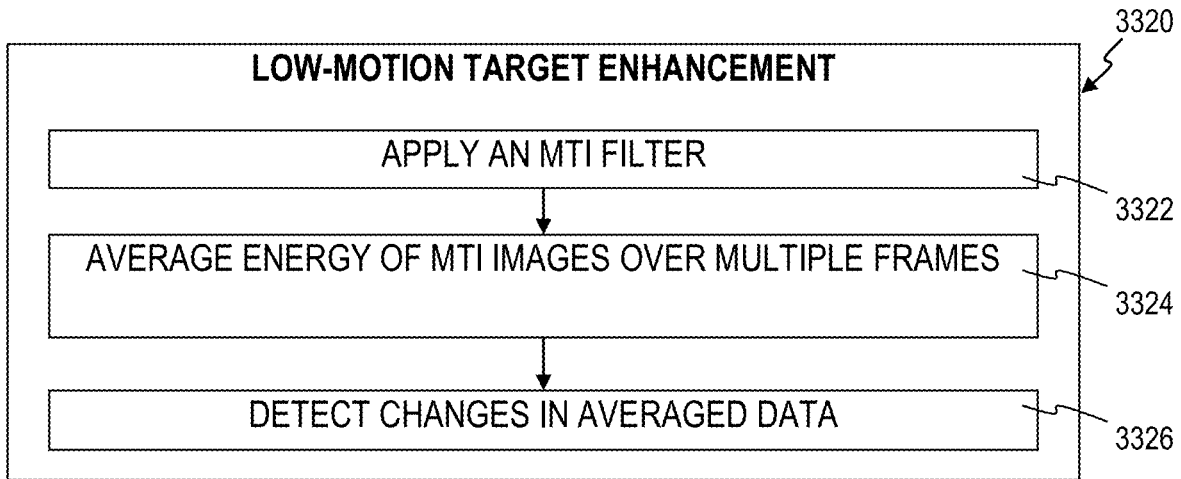 3320
LOW-MOTION TARGET ENHANCEMENT
APPLY AN MTI FILTER
3322
AVERAGE ENERGY OF MTI IMAGES OVER MULTIPLE FRAMES
3324
DETECT CHANGES IN AVERAGED DATA
3326